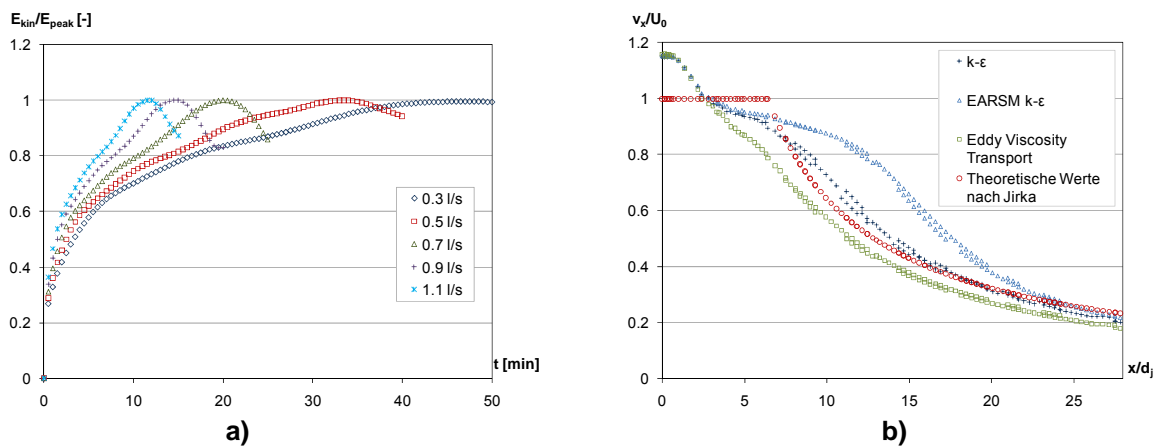 E_kin/E_peak [-]
1.2
1
0.8
0.6
0.4
0.2
0
0 10 20 30 40 50
t [min]
0.3 l/s
0.5 l/s
0.7 l/s
0.9 l/s
1.1 l/s
a)
v_x/U_0
1.2
1
0.8
0.6
0.4
0.2
0
0 5 10 15 20 25
x/d_j
k-ε
EARSM k-ε
Eddy Viscosity
Transport
Theoretische Werte
nach Jirka
b)